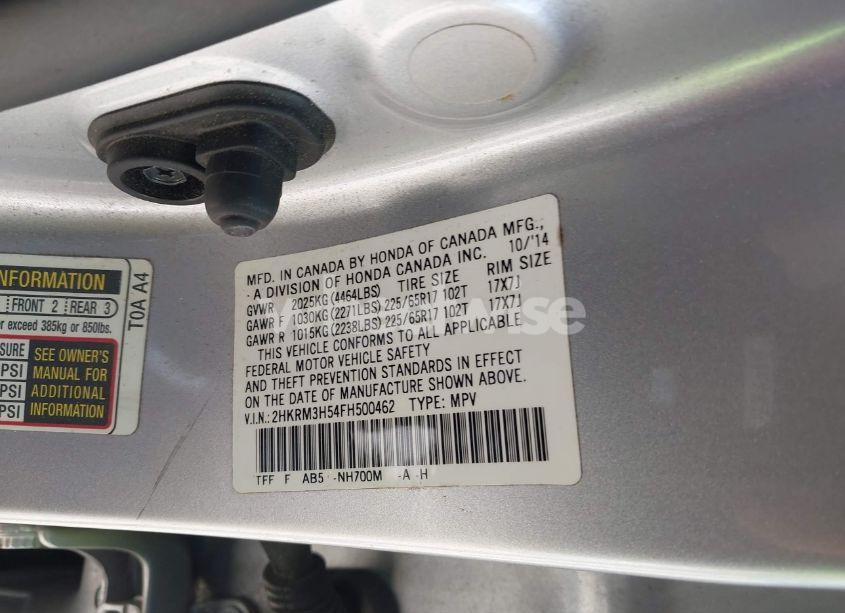 NFORMATION
FRONT 2 REAR 3
er exceed 385kg or 850lbs.
SURE
PSI
PSI
PSI
SEE OWNER'S
MANUAL FOR
ADDITIONAL
INFORMATION
T0A A4
MFD. IN CANADA BY HONDA OF CANADA MFG.,
A DIVISION OF HONDA CANADA INC. 10/'14
GVWR 2025KG (4464LBS) TIRE SIZE RIM SIZE
GAWR F 1030KG (2271LBS) 225/65R17 102T 17X7J
GAWR R 1015KG (2238LBS) 225/65R17 102T 17X7J
THIS VEHICLE CONFORMS TO ALL APPLICABLE
FEDERAL MOTOR VEHICLE SAFETY
AND THEFT PREVENTION STANDARDS IN EFFECT
ON THE DATE OF MANUFACTURE SHOWN ABOVE.
V.I.N.: 2HKRM3H54FH500462 TYPE: MPV
TFF F AB5 -NH700M -A -H